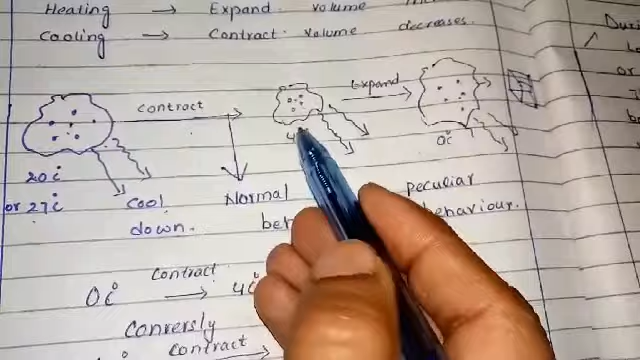 Heating → Expand volume
Cooling → Contract volume decreases.
Contract
Expand
4
0°C
20°C
or 27°C
Cool
down.
Normal
peculiar
behaviour.
0°C
Contract
→
4°C
Conversly
Contract
or